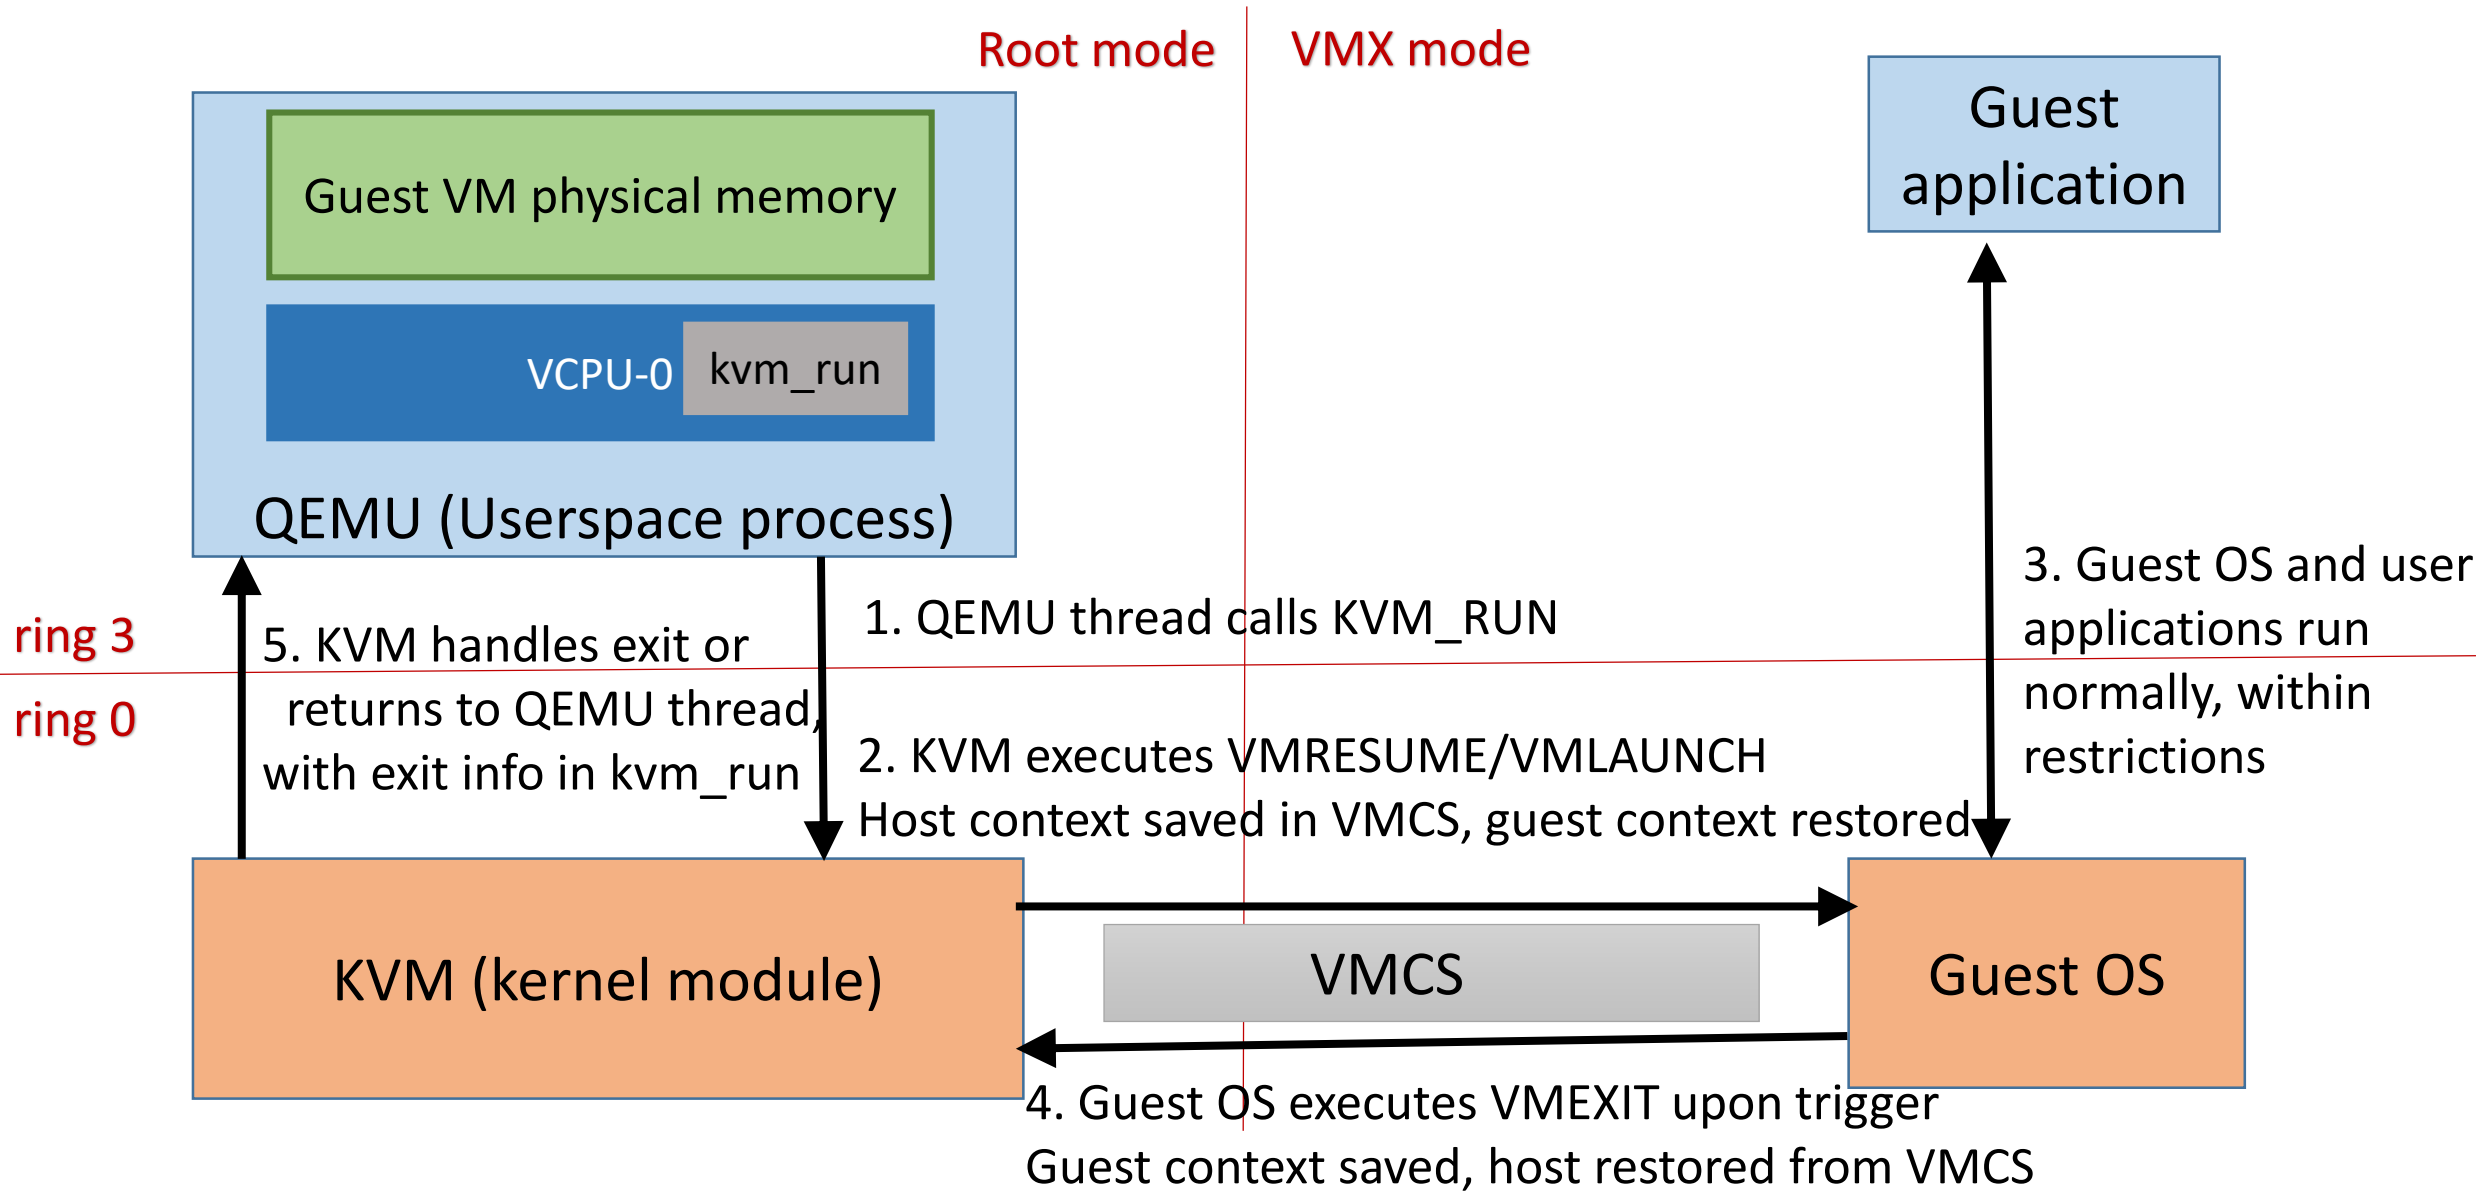 Root mode
VMX mode
Guest
application
Guest VM physical memory
VCPU-0
kvm_run
QEMU (Userspace process)
ring 3
ring 0
1. QEMU thread calls KVM_RUN
5. KVM handles exit or
returns to QEMU thread,
with exit info in kvm_run
2. KVM executes VMRESUME/VMLAUNCH
Host context saved in VMCS, guest context restored
3. Guest OS and user
applications run
normally, within
restrictions
KVM (kernel module)
VMCS
Guest OS
4. Guest OS executes VMEXIT upon trigger
Guest context saved, host restored from VMCS